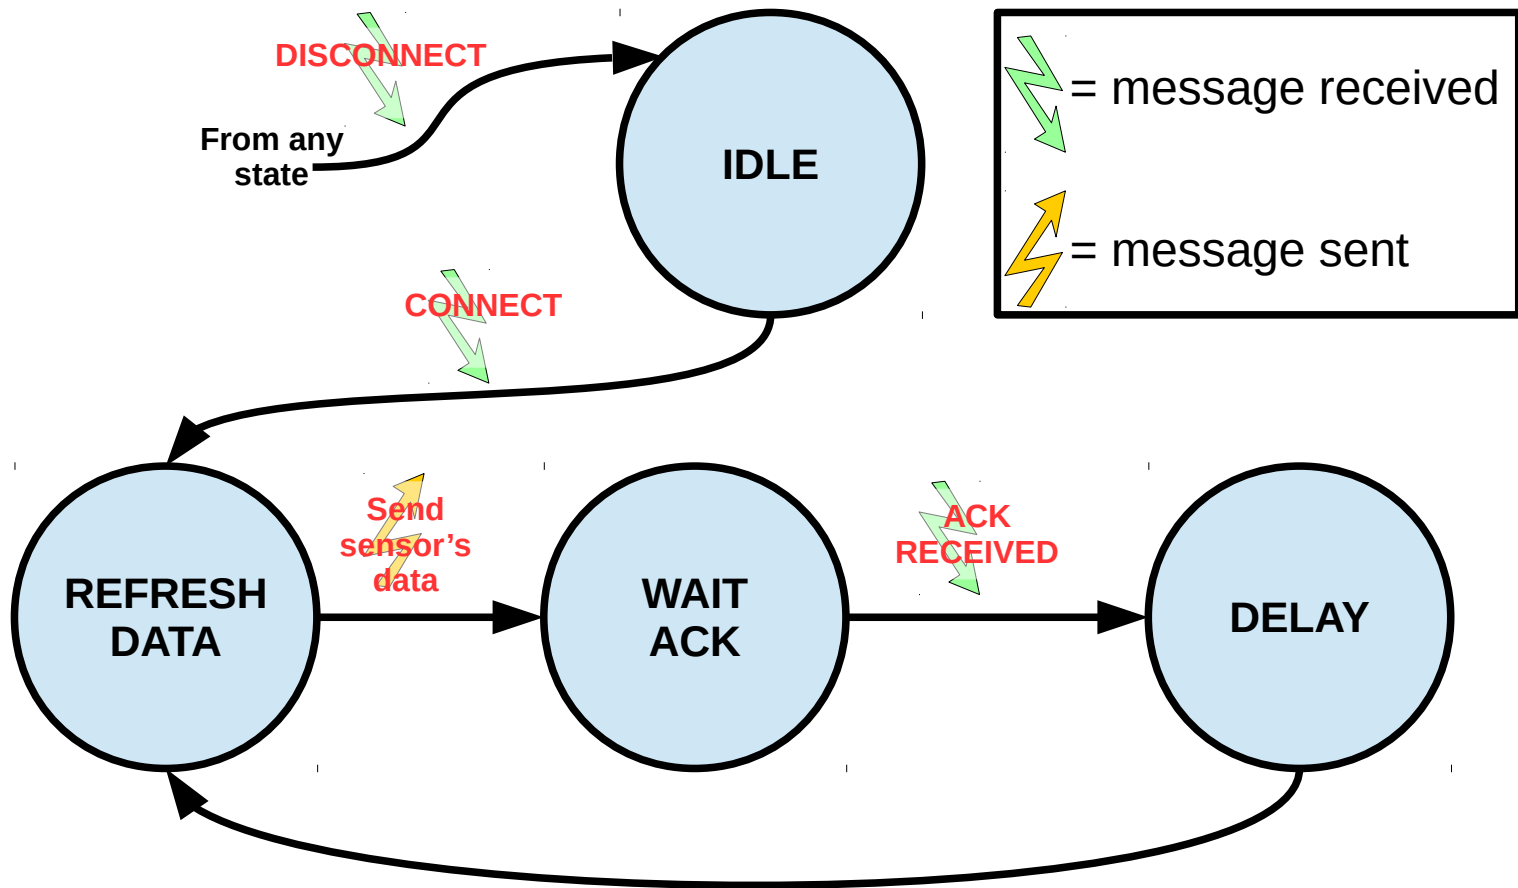 DISCONNECT
From any
state
IDLE
= message received
= message sent
CONNECT
Send
sensor’s
data
ACK
RECEIVED
REFRESH
DATA
WAIT
ACK
DELAY